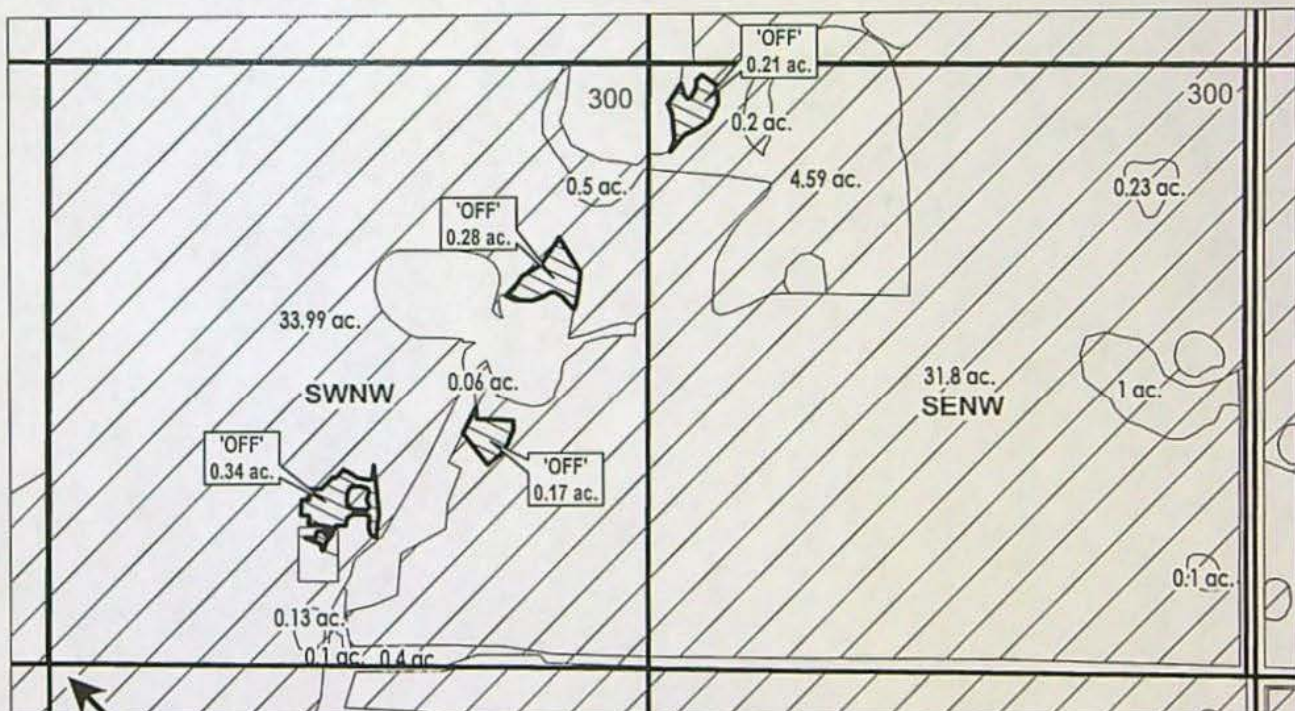 'OFF'
0.21 ac.
300
300
0.2 ac.
4.59 ac.
0.5 ac.
0.23 ac.
'OFF'
0.28 ac.
33.99 ac.
0.06 ac.
SWNW
31.8 ac.
SENW
1 ac.
'OFF'
0.34 ac.
'OFF'
0.17 ac.
0.1 ac.
0.13 ac.
0.1 ac.
0.4 ac.